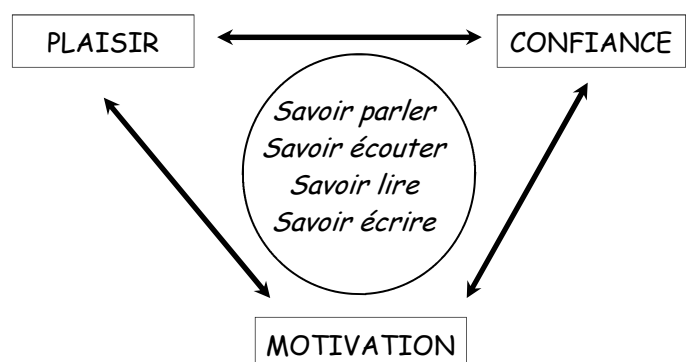 PLAISIR
CONFIANCE
Savoir parler
Savoir écouter
Savoir lire
Savoir écrire
MOTIVATION